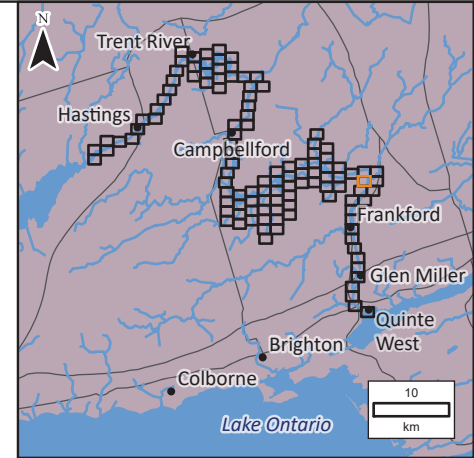 N
Trent River
Hastings
Campbellford
Frankford
Glen Miller
Quinte
West
Brighton
Colborne
Lake Ontario
10
km